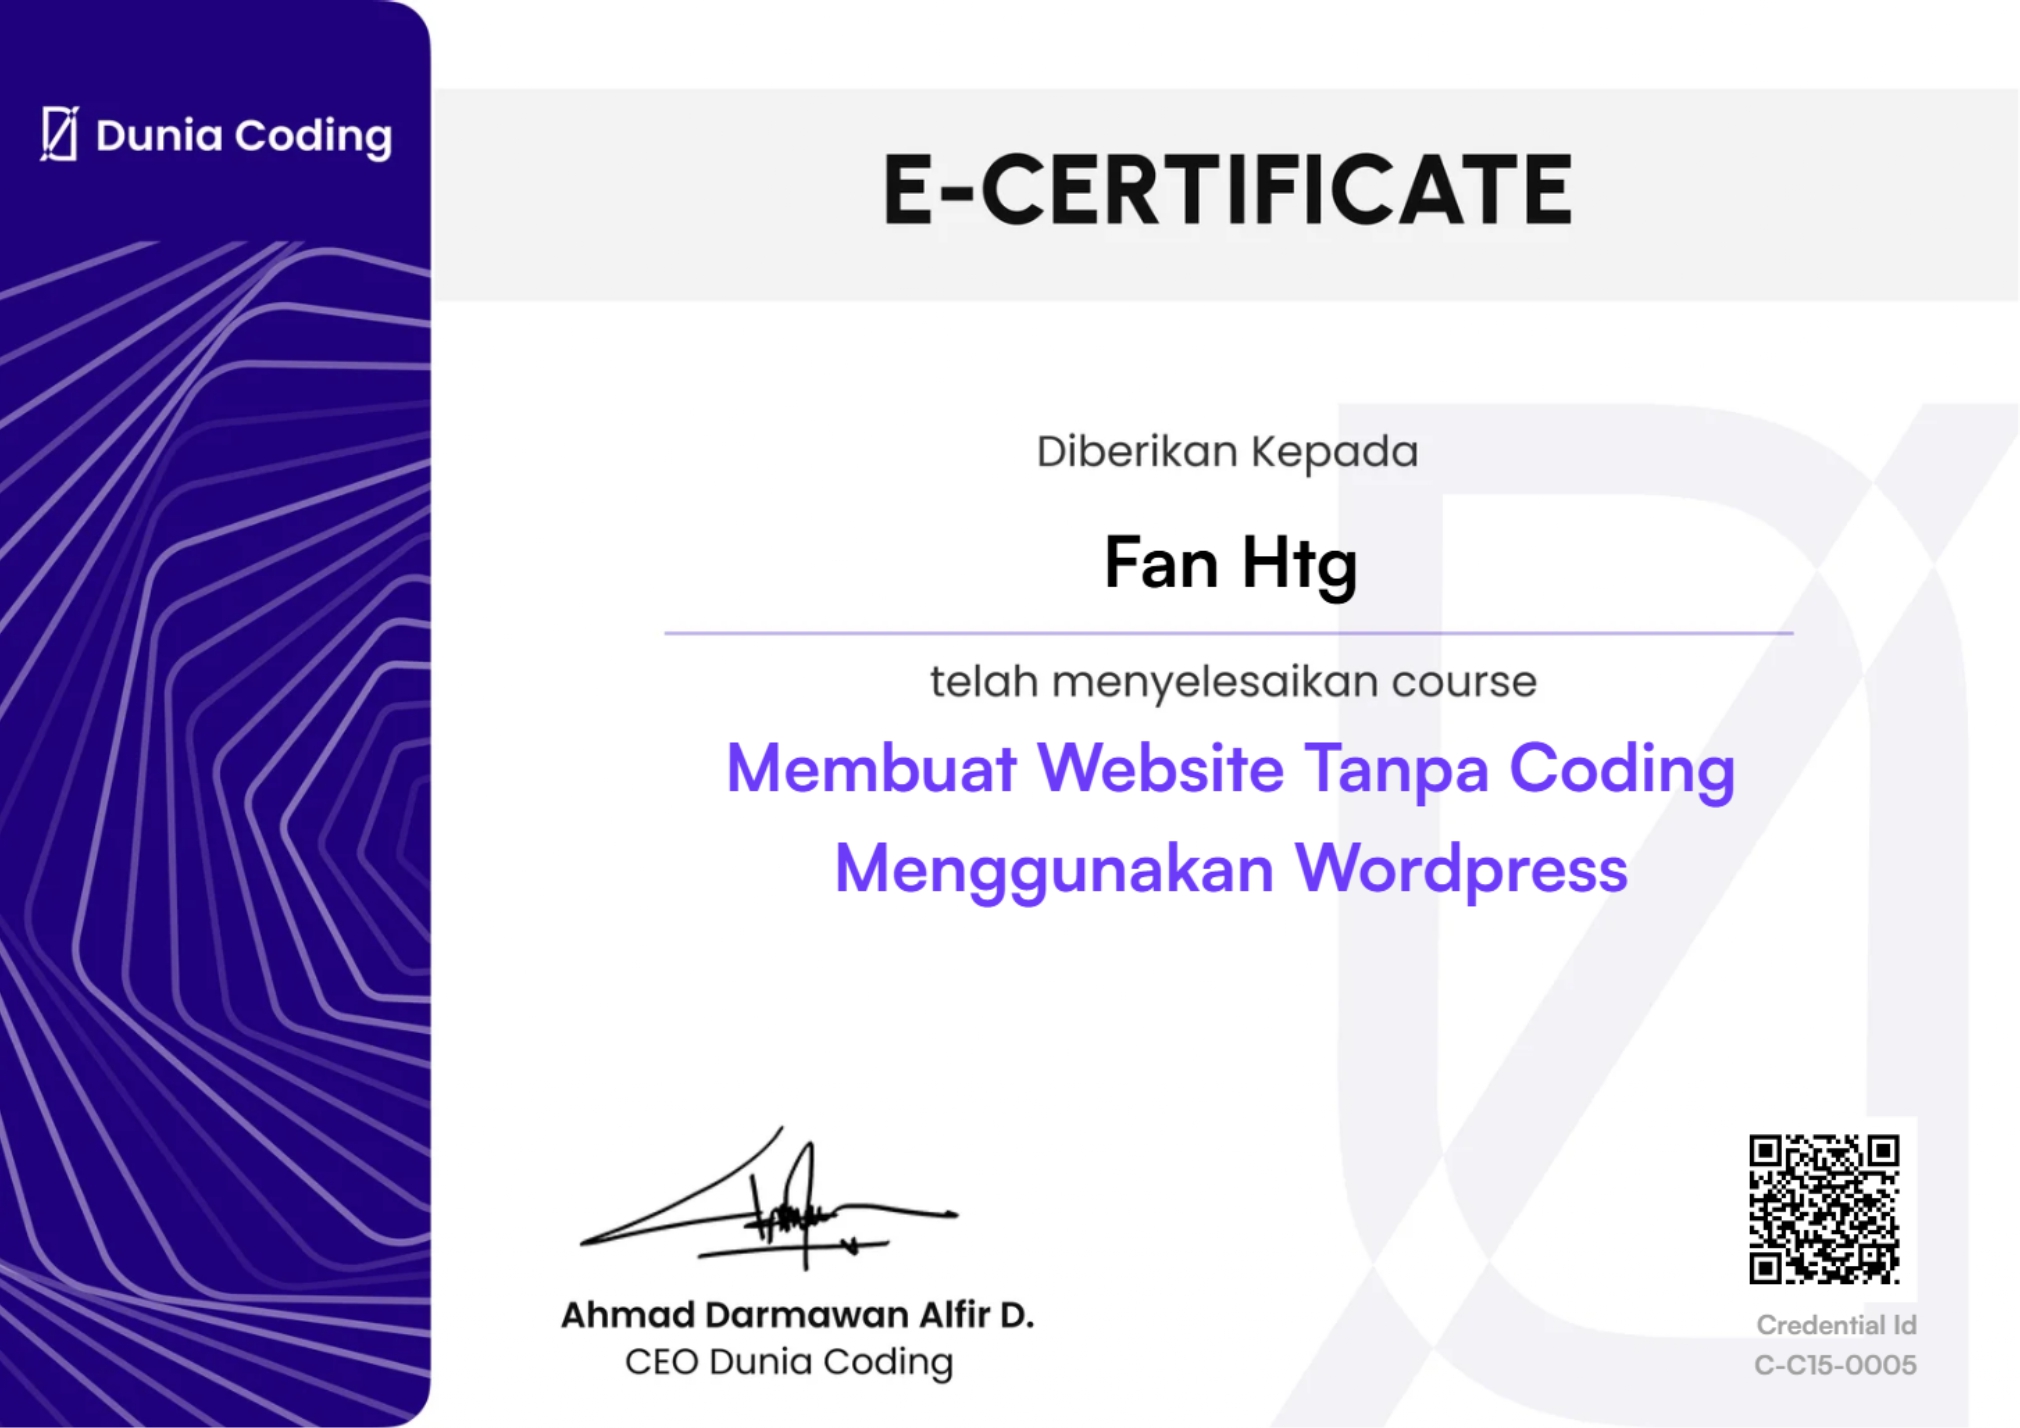 Dunia Coding
E-CERTIFICATE
Diberikan Kepada
Fan Htg
telah menyelesaikan course
Membuat Website Tanpa Coding
Menggunakan Wordpress
Ahmad Darmawan Alfir D.
CEO Dunia Coding
Credential Id
C-C15-0005